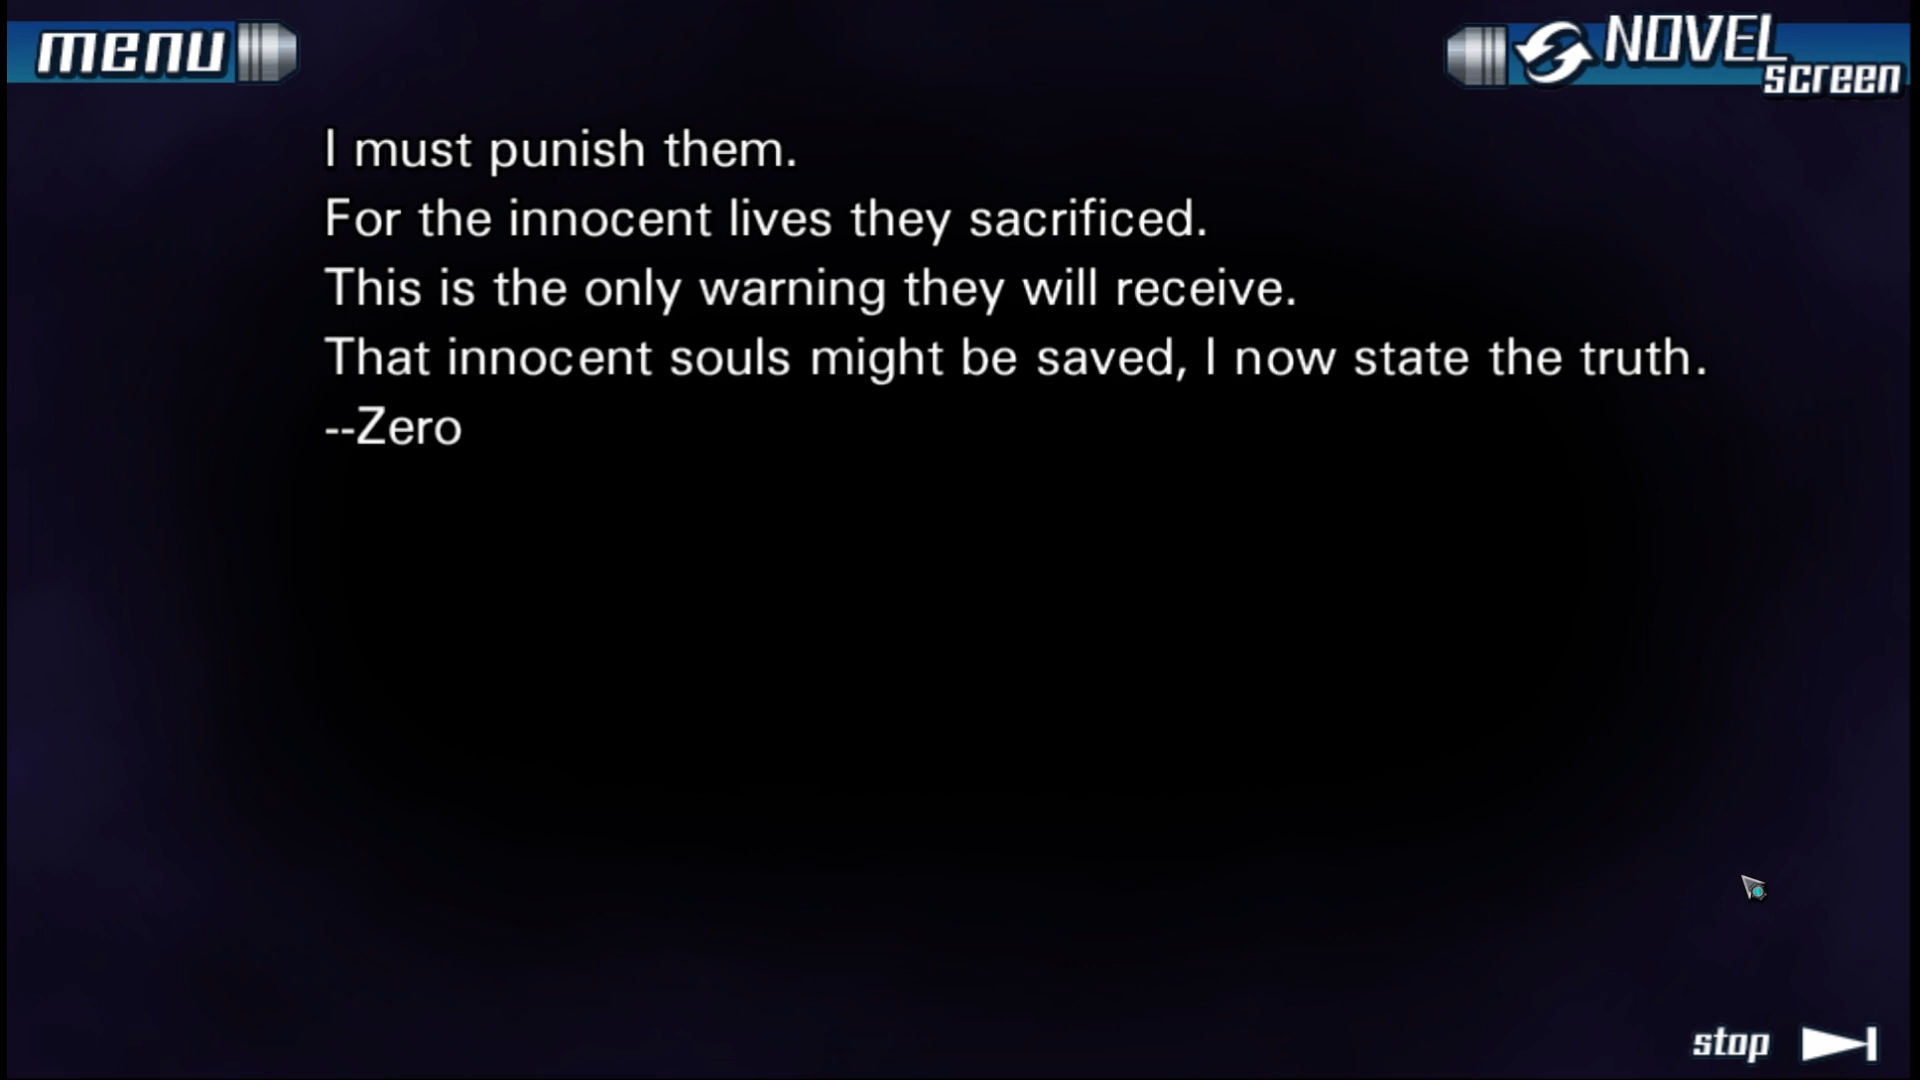 menu
NOVEL
screen
I must punish them.
For the innocent lives they sacrificed.
This is the only warning they will receive.
That innocent souls might be saved, I now state the truth.
--Zero
stop